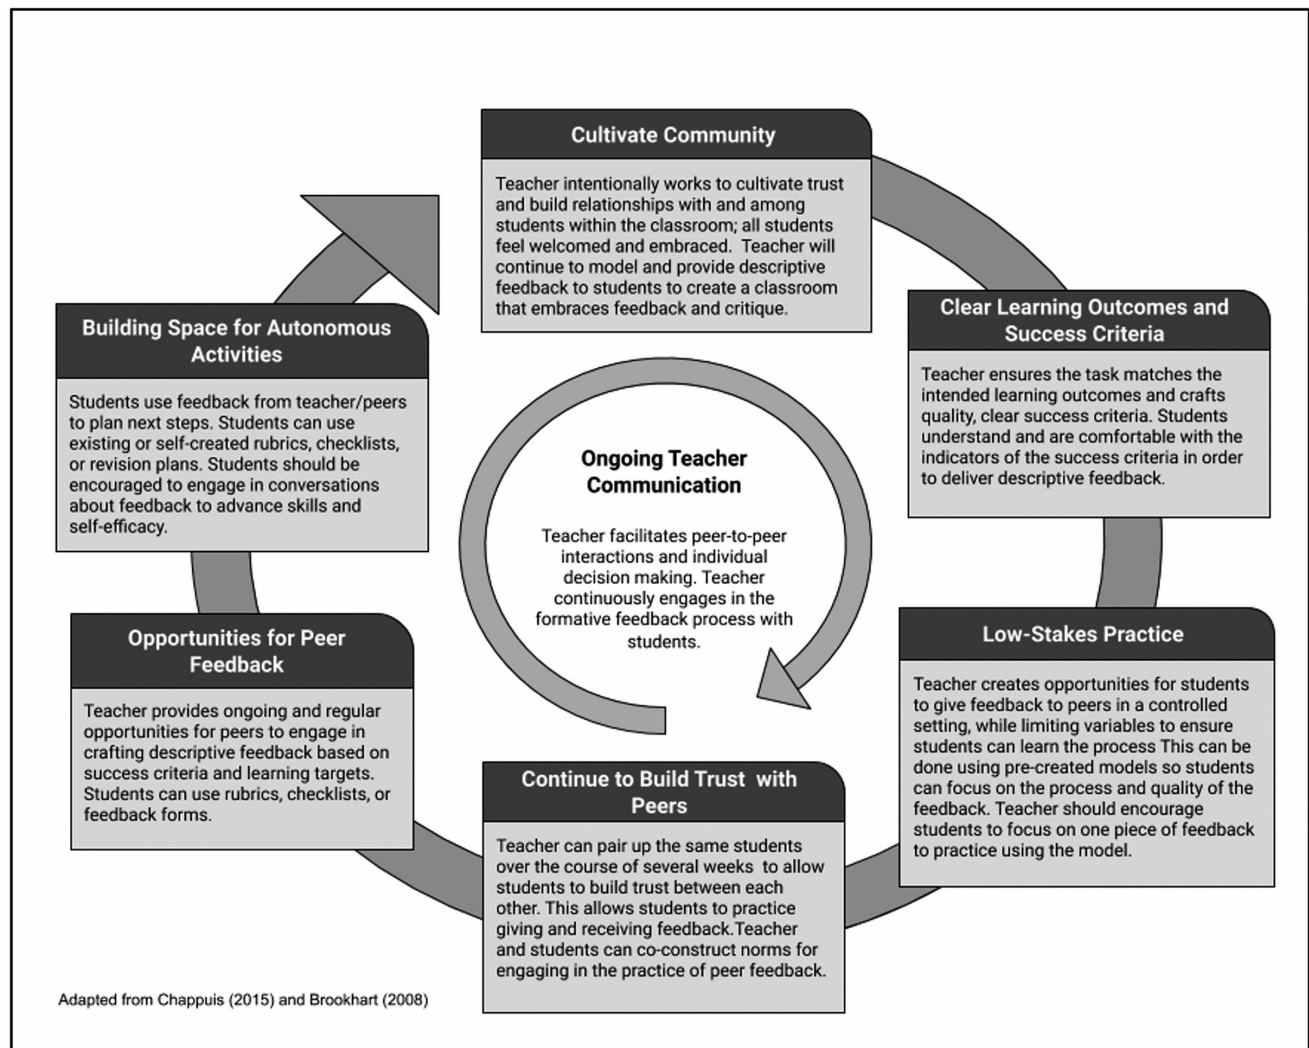 Cultivate Community
Teacher intentionally works to cultivate trust
and build relationships with and among
students within the classroom; all students
feel welcomed and embraced.  Teacher will
continue to model and provide descriptive
feedback to students to create a classroom
that embraces feedback and critique.
Clear Learning Outcomes and
Success Criteria
Teacher ensures the task matches the
intended learning outcomes and crafts
quality, clear success criteria. Students
understand and are comfortable with the
indicators of the success criteria in order
to deliver descriptive feedback.
Low-Stakes Practice
Teacher creates opportunities for students
to give feedback to peers in a controlled
setting, while limiting variables to ensure
students can learn the process This can be
done using pre-created models so students
can focus on the process and quality of the
feedback. Teacher should encourage
students to focus on one piece of feedback
to practice using the model.
Continue to Build Trust  with
Peers
Teacher can pair up the same students
over the course of several weeks  to allow
students to build trust between each
other. This allows students to practice
giving and receiving feedback.Teacher
and students can co-construct norms for
engaging in the practice of peer feedback.
Opportunities for Peer
Feedback
Teacher provides ongoing and regular
opportunities for peers to engage in
crafting descriptive feedback based on
success criteria and learning targets.
Students can use rubrics, checklists, or
feedback forms.
Building Space for Autonomous
Activities
Students use feedback from teacher/peers
to plan next steps. Students can use
existing or self-created rubrics, checklists,
or revision plans. Students should be
encouraged to engage in conversations
about feedback to advance skills and
self-efficacy.
Ongoing Teacher
Communication
Teacher facilitates peer-to-peer
interactions and individual
decision making. Teacher
continuously engages in the
formative feedback process with
students.
Adapted from Chappuis (2015) and Brookhart (2008)